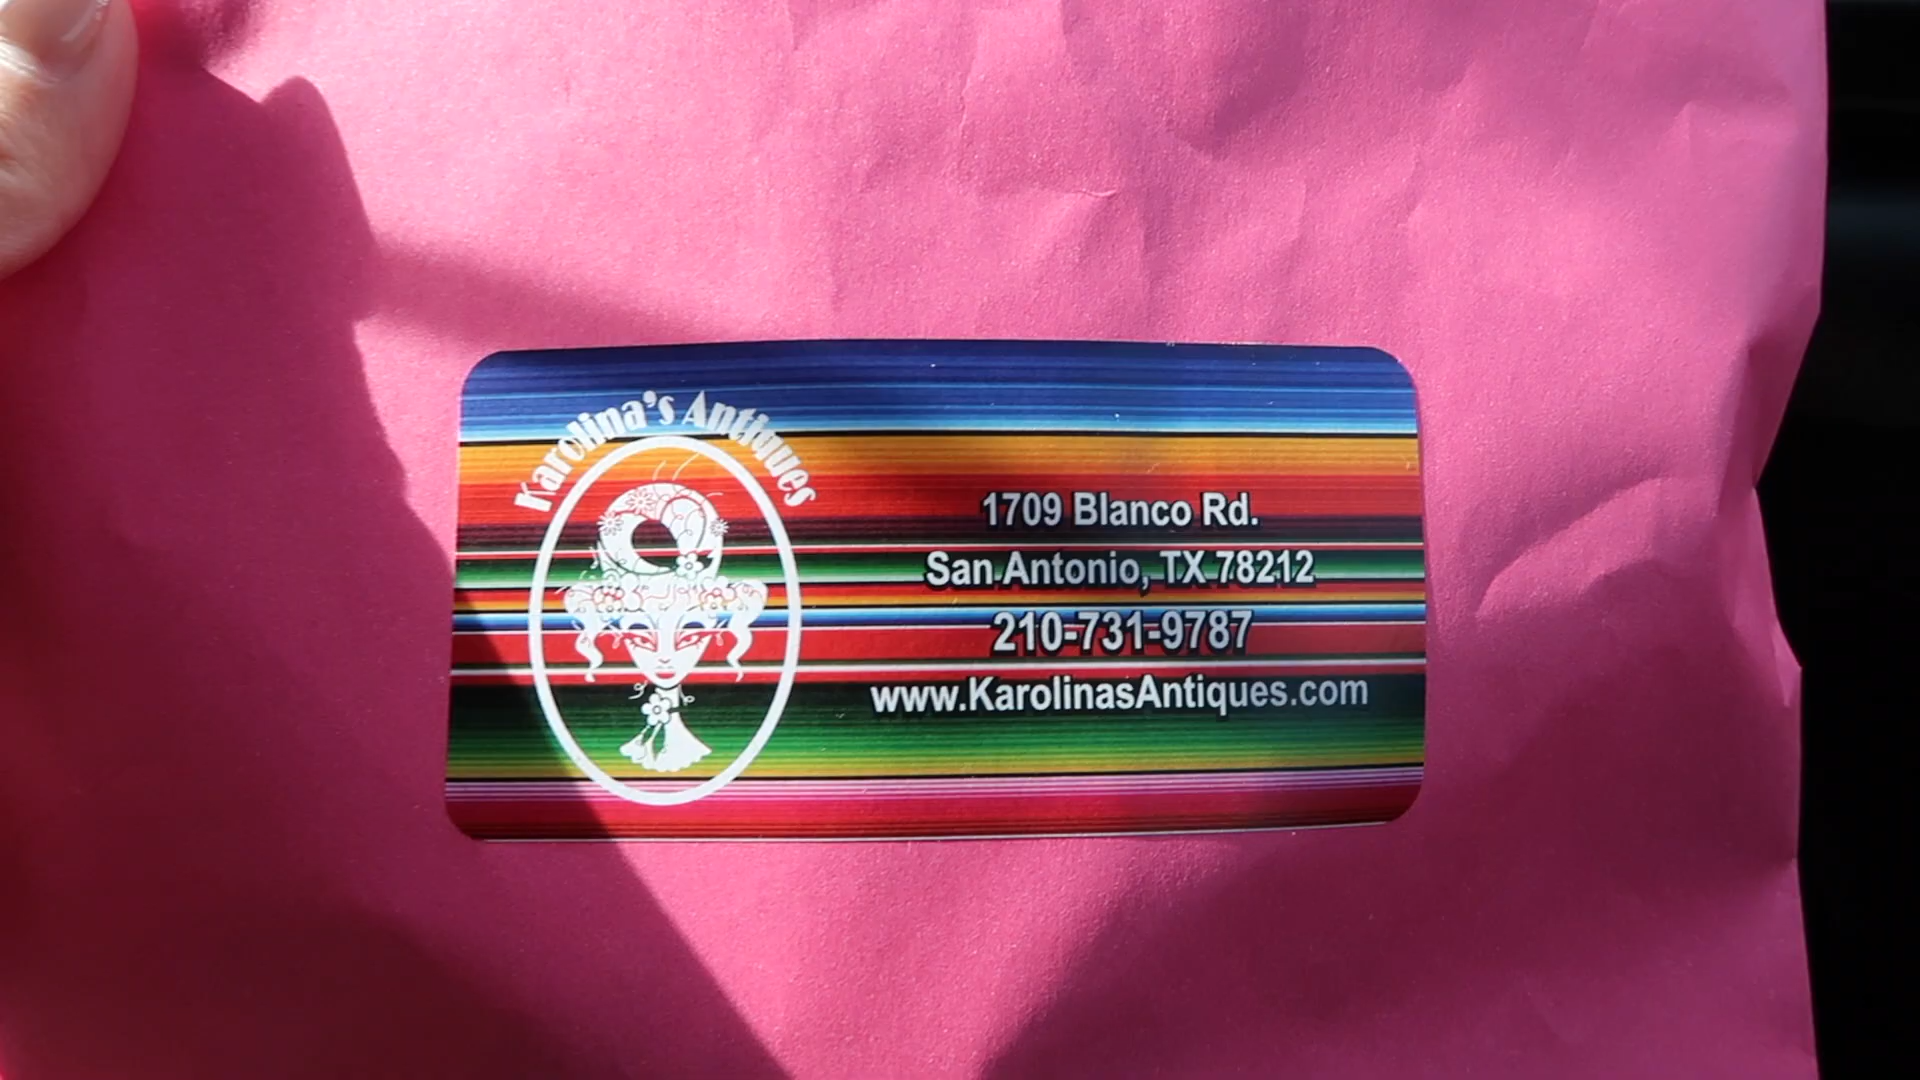 Karolina's Antiques
1709 Blanco Rd.
San Antonio, TX 78212
210-731-9787
www.KarolinasAntiques.com